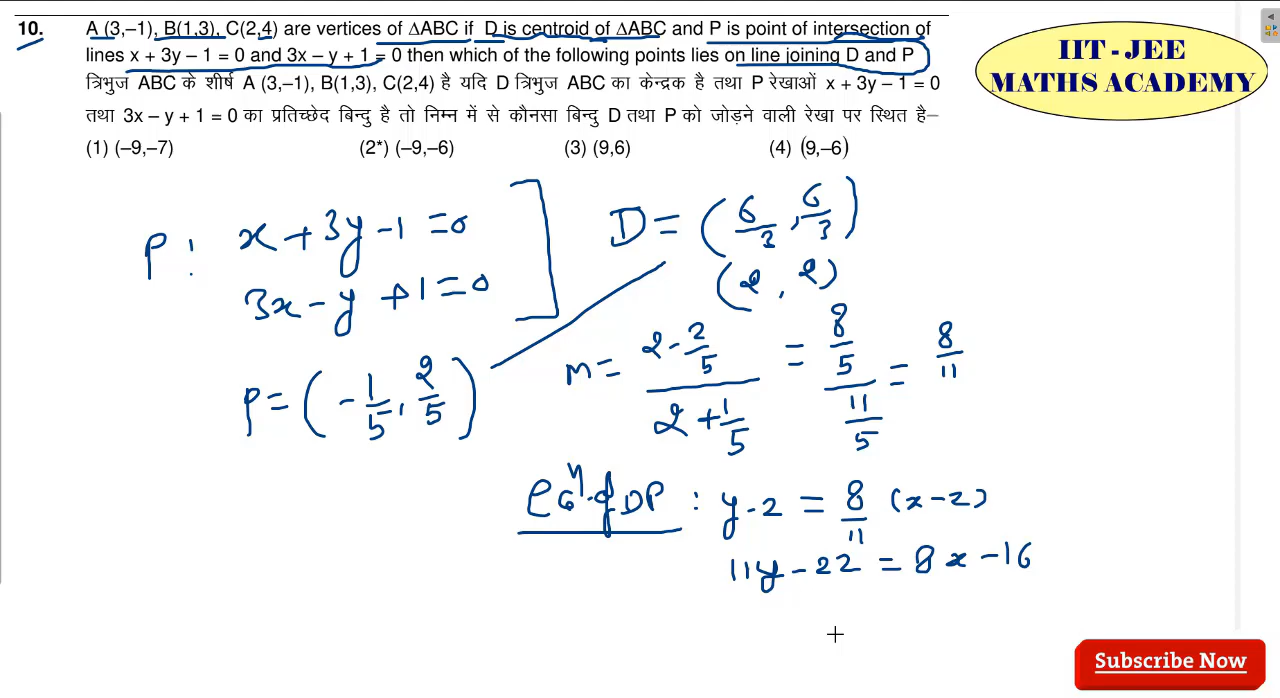 10. A (3,–1), B(1,3), C(2,4) are vertices of ΔABC if D is centroid of ΔABC and P is point of intersection of
lines x + 3y – 1 = 0 and 3x – y + 1 = 0 then which of the following points lies on line joining D and P
त्रिभुज ABC के शीर्ष A (3,–1), B(1,3), C(2,4) है यदि D त्रिभुज ABC का केन्द्रक है तथा P रेखाओं x + 3y – 1 = 0
तथा 3x – y + 1 = 0 का प्रतिच्छेद बिन्दु है तो निम्न में से कौनसा बिन्दु D तथा P को जोड़ने वाली रेखा पर स्थित है–
(1) (–9,–7) (2*) (–9,–6) (3) (9,6) (4) (9,–6)
IIT - JEE
MATHS ACADEMY
P : x + 3y - 1 = 0
3x - y + 1 = 0
D = (6/3, 6/3)
(2, 2)
P = (-1/5, 2/5)
m = (2 - 2/5)/(2 + 1/5) = (8/5)/(11/5) = 8/11
Eqn of DP : y - 2 = 8/11 (x - 2)
11y - 22 = 8x - 16
Subscribe Now